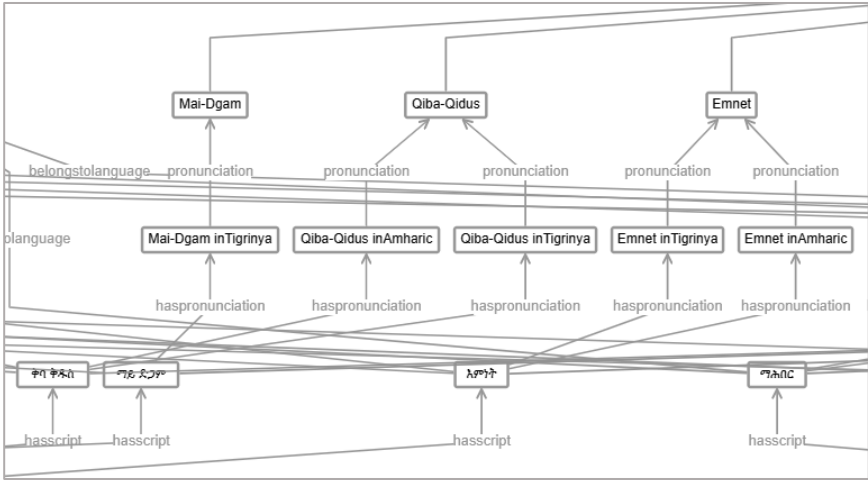 Mai-Dgam Qiba-Qidus Emnet
belongstolanguage pronunciation pronunciation pronunciation pronunciation pronunciation
olanguage Mai-Dgam inTigrinya Qiba-Qidus inAmharic Qiba-Qidus inTigrinya Emnet inTigrinya Emnet inAmharic
haspronunciation haspronunciation haspronunciation haspronunciation haspronunciation
ቀባ ቅዱስ ማይ ድጋም እምነት ማሕበር
hasscript hasscript hasscript hasscript